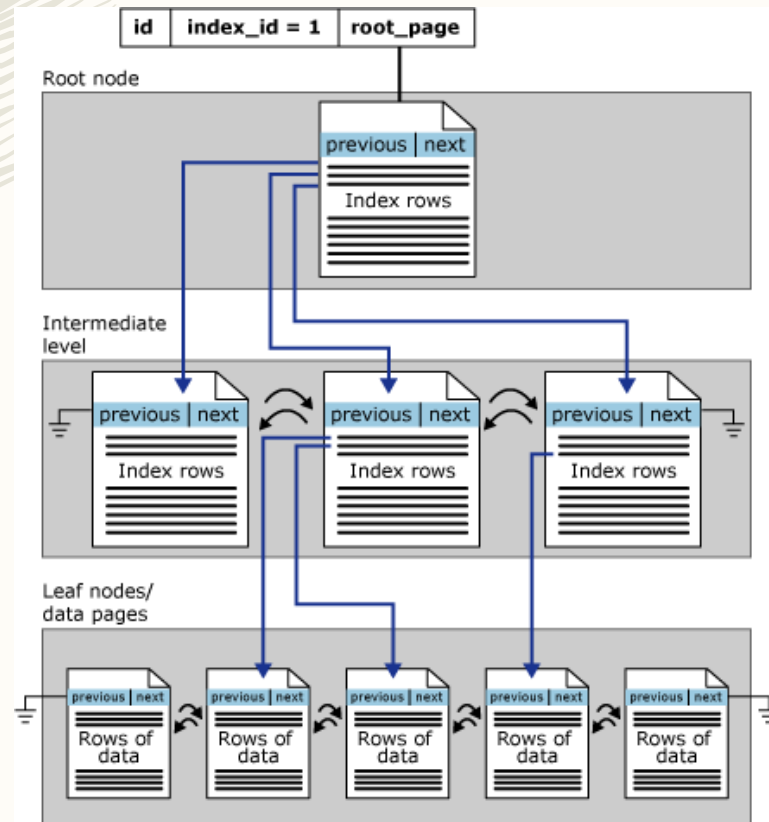 id index_id = 1 root_page
Root node
previous next
Index rows
Intermediate
level
previous next previous next previous next
Index rows Index rows Index rows
Leaf nodes/
data pages
previous next previous next previous next previous next previous next
Rows of Rows of Rows of Rows of Rows of
data data data data data